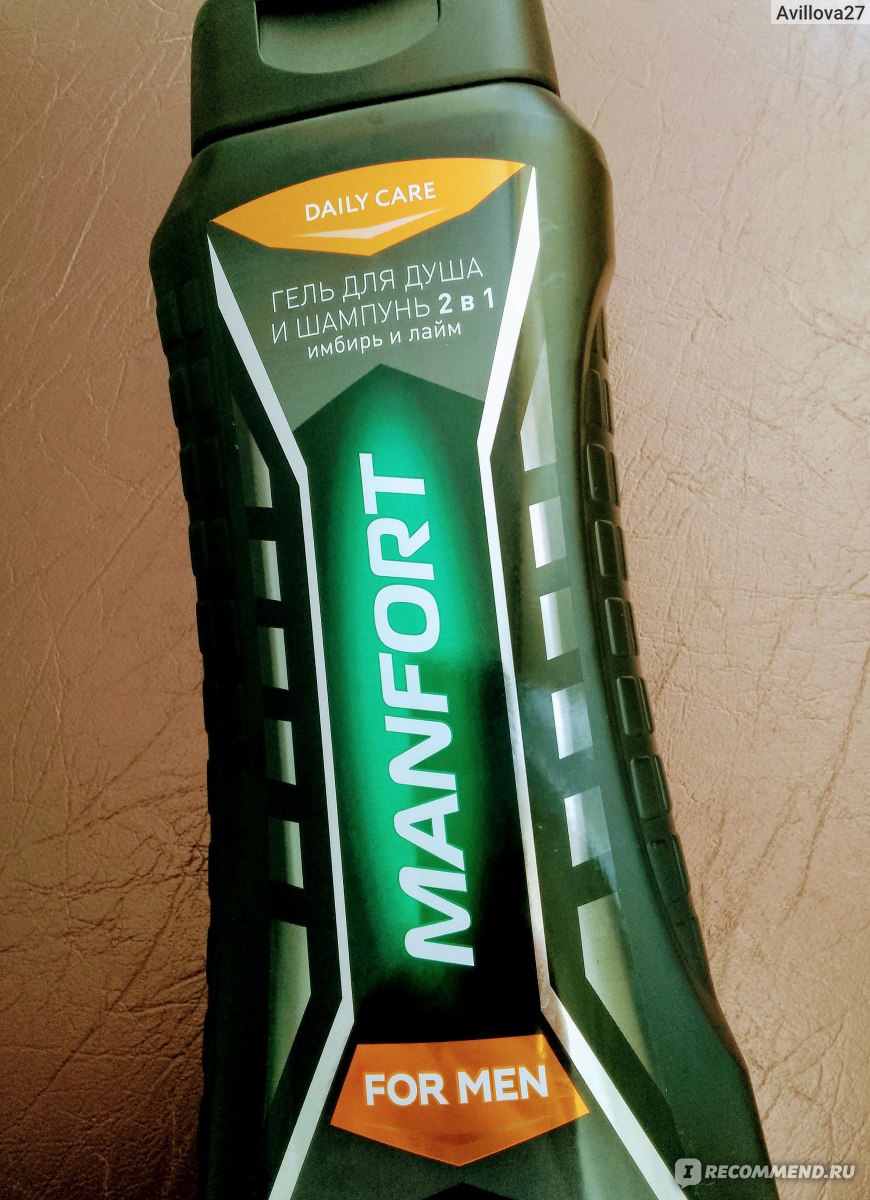 Avillova27
DAILY CARE
ГЕЛЬ ДЛЯ ДУША
И ШАМПУНЬ 2 в 1
имбирь и лайм
MANFORT
FOR MEN
I RECOMMEND.RU